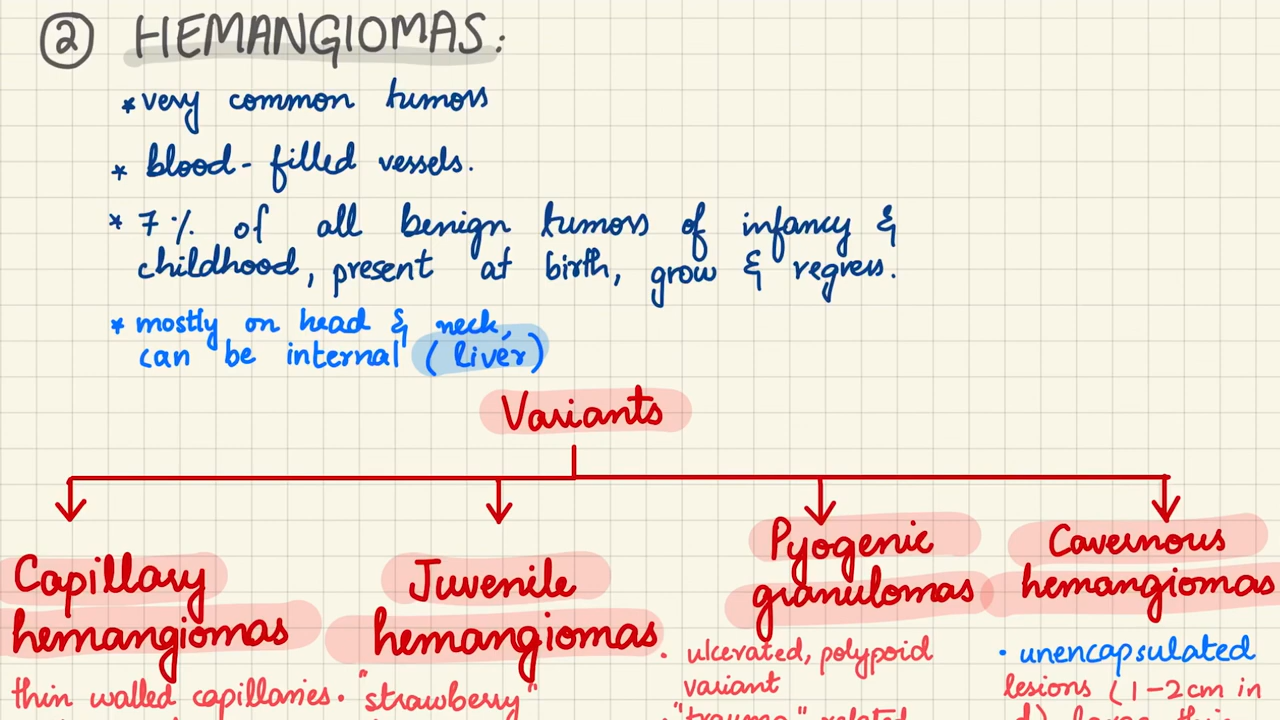 ② HEMANGIOMAS:
* very common tumors
* blood-filled vessels.
* 7% of all benign tumors of infancy &
childhood, present at birth, grow & regress.
* mostly on head & neck,
can be internal (liver)
Variants
Capillary
hemangiomas
thin walled capillaries
Juvenile
hemangiomas
• "strawberry"
Pyogenic
granulomas
• ulcerated, polypoid
variant
• "trauma" related
Cavernous
hemangiomas
• unencapsulated
lesions (1-2cm in